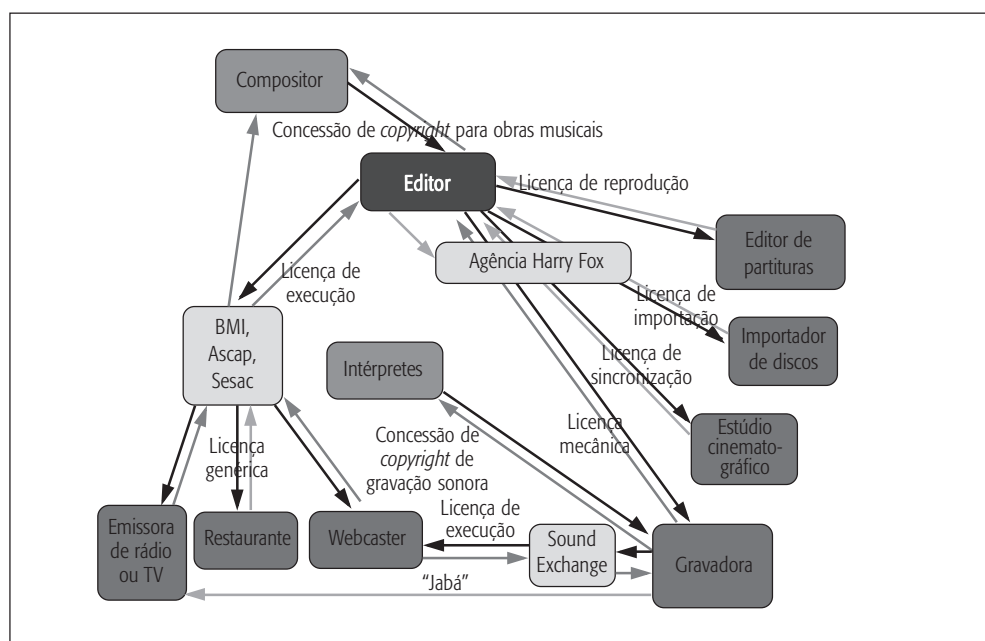 Compositor
Concessão de copyright para obras musicais
Editor
Licença de reprodução
Editor de
partituras
Agência Harry Fox
Licença de
execução
Licença de
importação
BMI,
Ascap,
Sesac
Importador
de discos
Intérpretes
Licença de
sincronização
Licença
mecânica
Estúdio
cinemato-
gráfico
Licença
genérica
Concessão de
copyright de
gravação sonora
Licença de
execução
Emissora
de rádio
ou TV
Restaurante
Webcaster
Sound
Exchange
Gravadora
“Jabá”